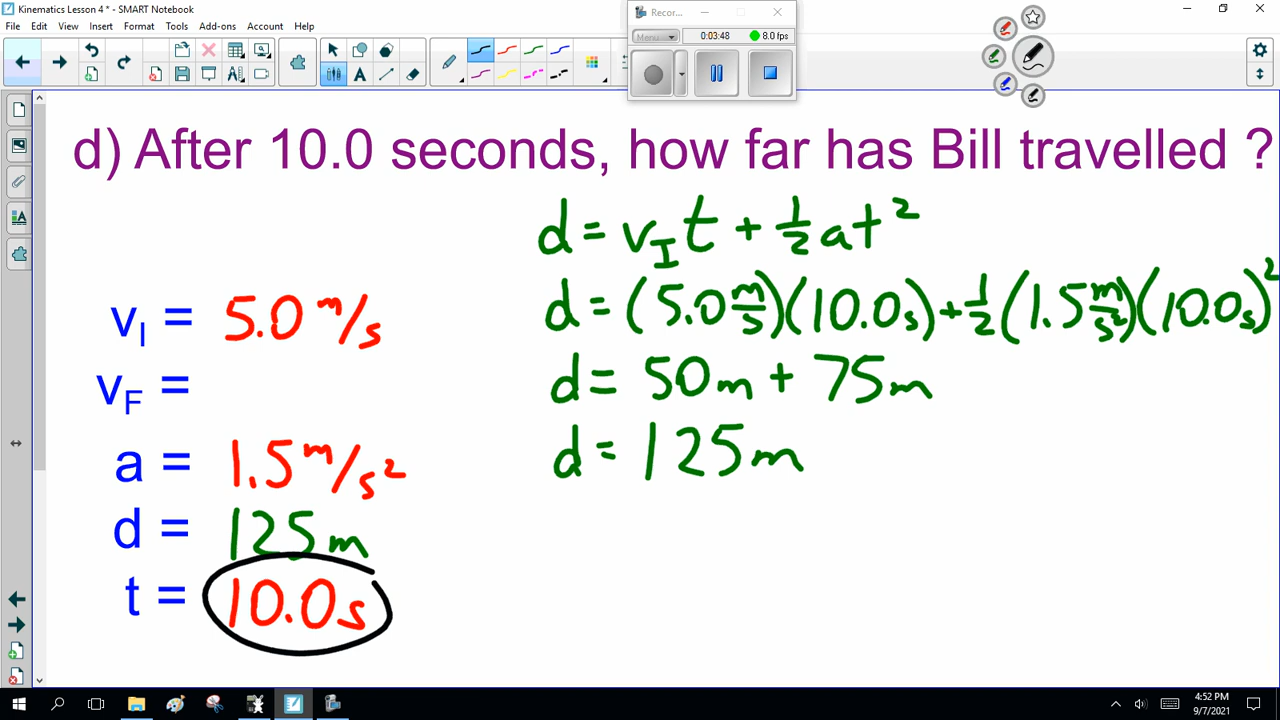 Kinematics Lesson 4 * - SMART Notebook
File Edit View Insert Format Tools Add-ons Account Help
Recor...
Menu 0:03:48 8.0 fps
d) After 10.0 seconds, how far has Bill travelled ?
d = vIt + 1/2at²
d = (5.0 m/s)(10.0s) + 1/2(1.5 m/s²)(10.0s)²
d = 50m + 75m
d = 125m
vI = 5.0 m/s
vF =
a = 1.5 m/s²
d = 125m
t = 10.0s
4:52 PM
9/7/2021